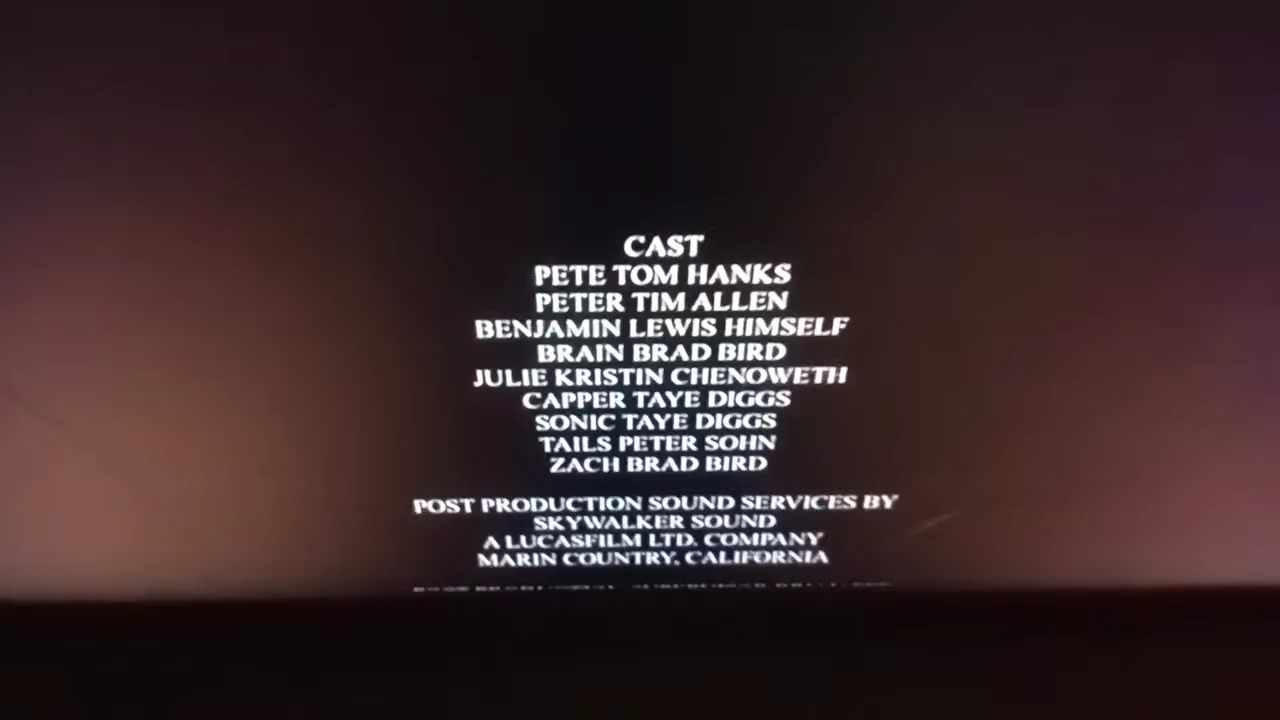 CAST
PETE TOM HANKS
PETER TIM ALLEN
BENJAMIN LEWIS HIMSELF
BRAIN BRAD BIRD
JULIE KRISTIN CHENOWETH
CAPPER TAYE DIGGS
SONIC TAYE DIGGS
TAILS PETER SOHN
ZACH BRAD BIRD
POST PRODUCTION SOUND SERVICES BY
SKYWALKER SOUND
A LUCASFILM LTD. COMPANY
MARIN COUNTRY, CALIFORNIA